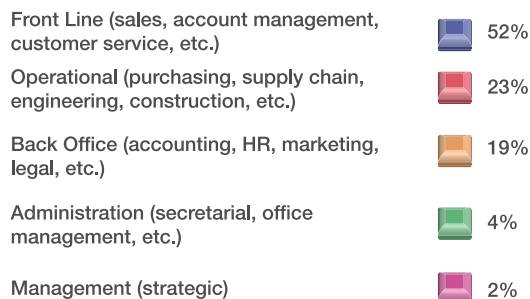 Front Line (sales, account management,
customer service, etc.)
52%
Operational (purchasing, supply chain,
engineering, construction, etc.)
23%
Back Office (accounting, HR, marketing,
legal, etc.)
19%
Administration (secretarial, office
management, etc.)
4%
Management (strategic)
2%